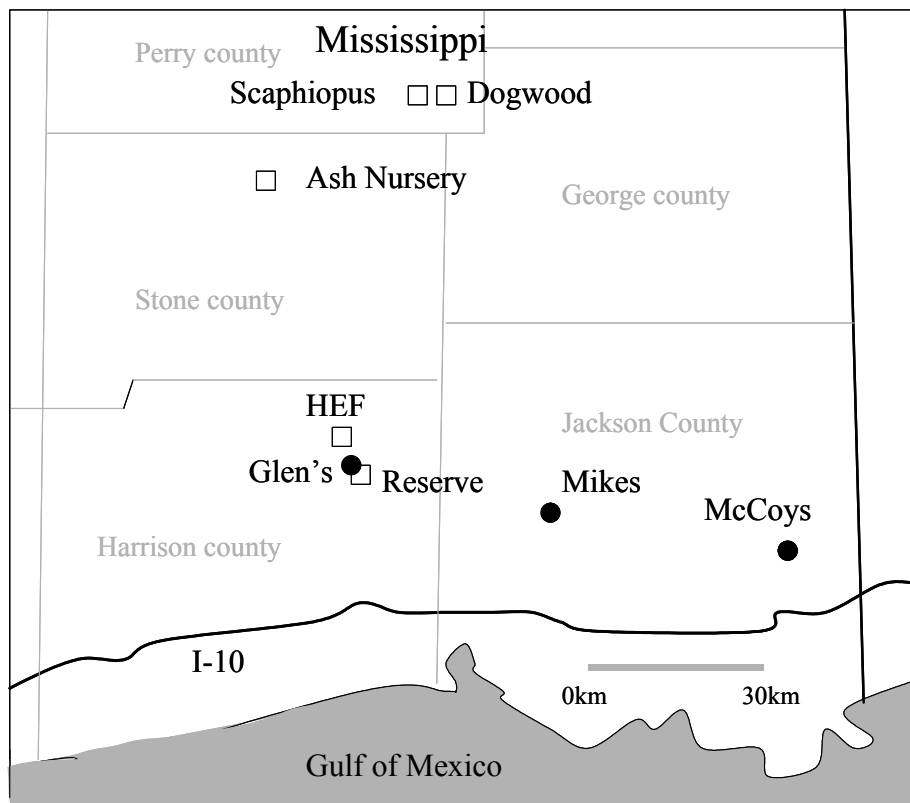 Mississippi
Perry county
Scaphiopus
Dogwood
Ash Nursery
George county
Stone county
HEF
Jackson County
Glen's
Reserve
Mikes
McCoys
Harrison county
I-10
0km
30km
Gulf of Mexico